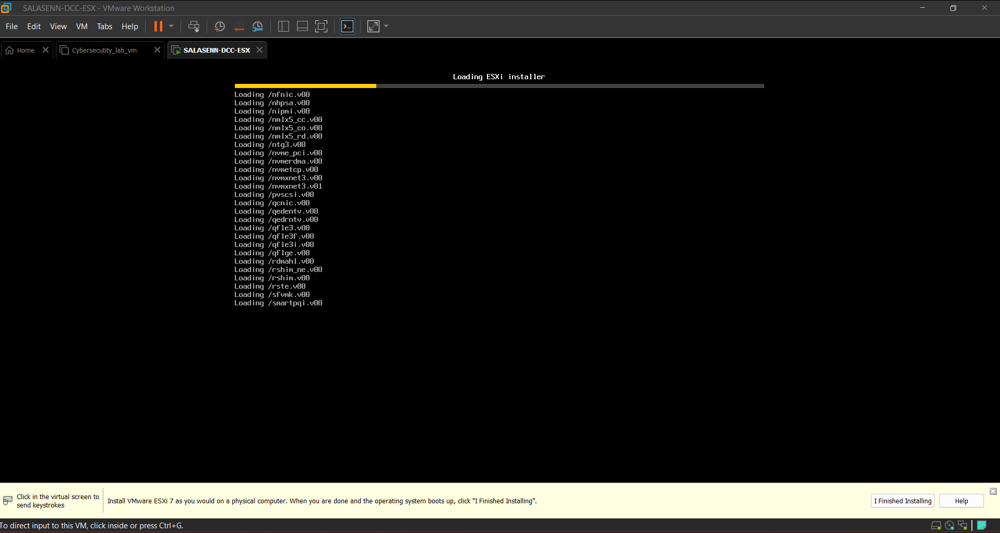 SALASENN-DCC-ESX - VMware Workstation
File Edit View VM Tabs Help
Home Cybersecutity_lab_vm SALASENN-DCC-ESX
Loading ESXi installer
Loading /nfnic.v00
Loading /nhpsa.v00
Loading /nipmi.v00
Loading /nmlx5_cc.v00
Loading /nmlx5_co.v00
Loading /nmlx5_rd.v00
Loading /ntg3.v00
Loading /nvme_pci.v00
Loading /nvmerdma.v00
Loading /nvmetcp.v00
Loading /nvmxnet3.v00
Loading /nvmxnet3.v01
Loading /pvscsi.v00
Loading /qcnic.v00
Loading /qedentv.v00
Loading /qedrntv.v00
Loading /qfle3.v00
Loading /qfle3f.v00
Loading /qfle3i.v00
Loading /qflge.v00
Loading /rdmahl.v00
Loading /rshim_ne.v00
Loading /rshim.v00
Loading /rste.v00
Loading /sfvmk.v00
Loading /smartpqi.v00
Click in the virtual screen to
send keystrokes
Install VMware ESXi 7 as you would on a physical computer. When you are done and the operating system boots up, click "I Finished Installing".
I Finished Installing Help
To direct input to this VM, click inside or press Ctrl+G.